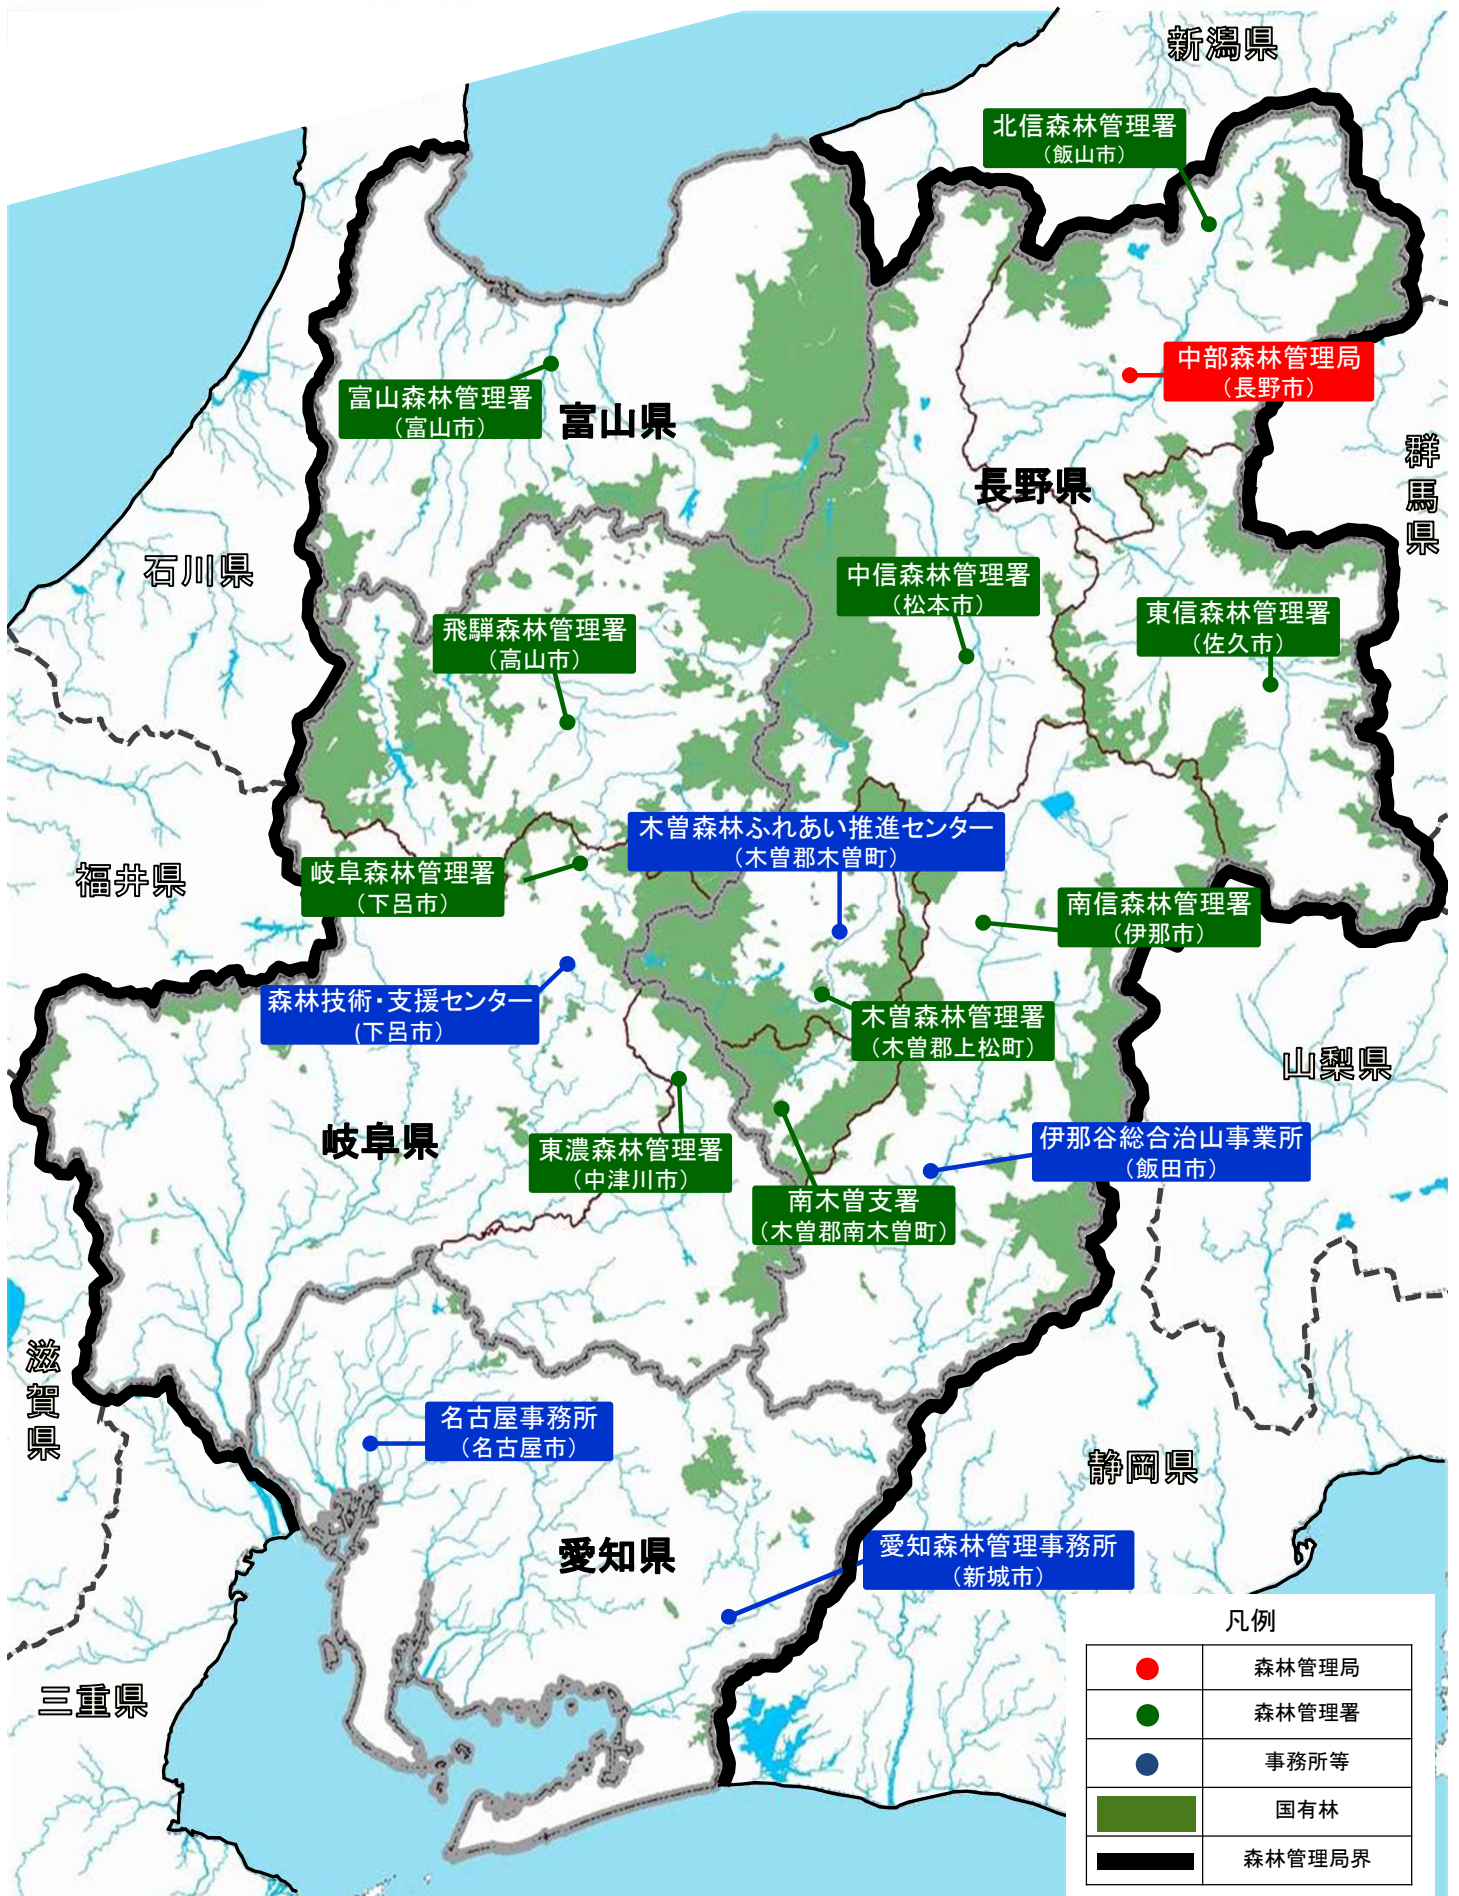 新潟県
北信森林管理署
（飯山市）
中部森林管理局
（長野市）
富山森林管理署
（富山市）
富山県
群馬県
長野県
石川県
中信森林管理署
（松本市）
東信森林管理署
（佐久市）
飛騨森林管理署
（高山市）
木曽森林ふれあい推進センター
（木曽郡木曽町）
岐阜森林管理署
（下呂市）
福井県
南信森林管理署
（伊那市）
森林技術・支援センター
(下呂市)
木曽森林管理署
（木曽郡上松町）
山梨県
岐阜県
東濃森林管理署
（中津川市）
伊那谷総合治山事業所
（飯田市）
南木曽支署
（木曽郡南木曽町）
滋賀県
名古屋事務所
（名古屋市）
静岡県
愛知県
愛知森林管理事務所
（新城市）
三重県
凡例
森林管理局
森林管理署
事務所等
国有林
森林管理局界